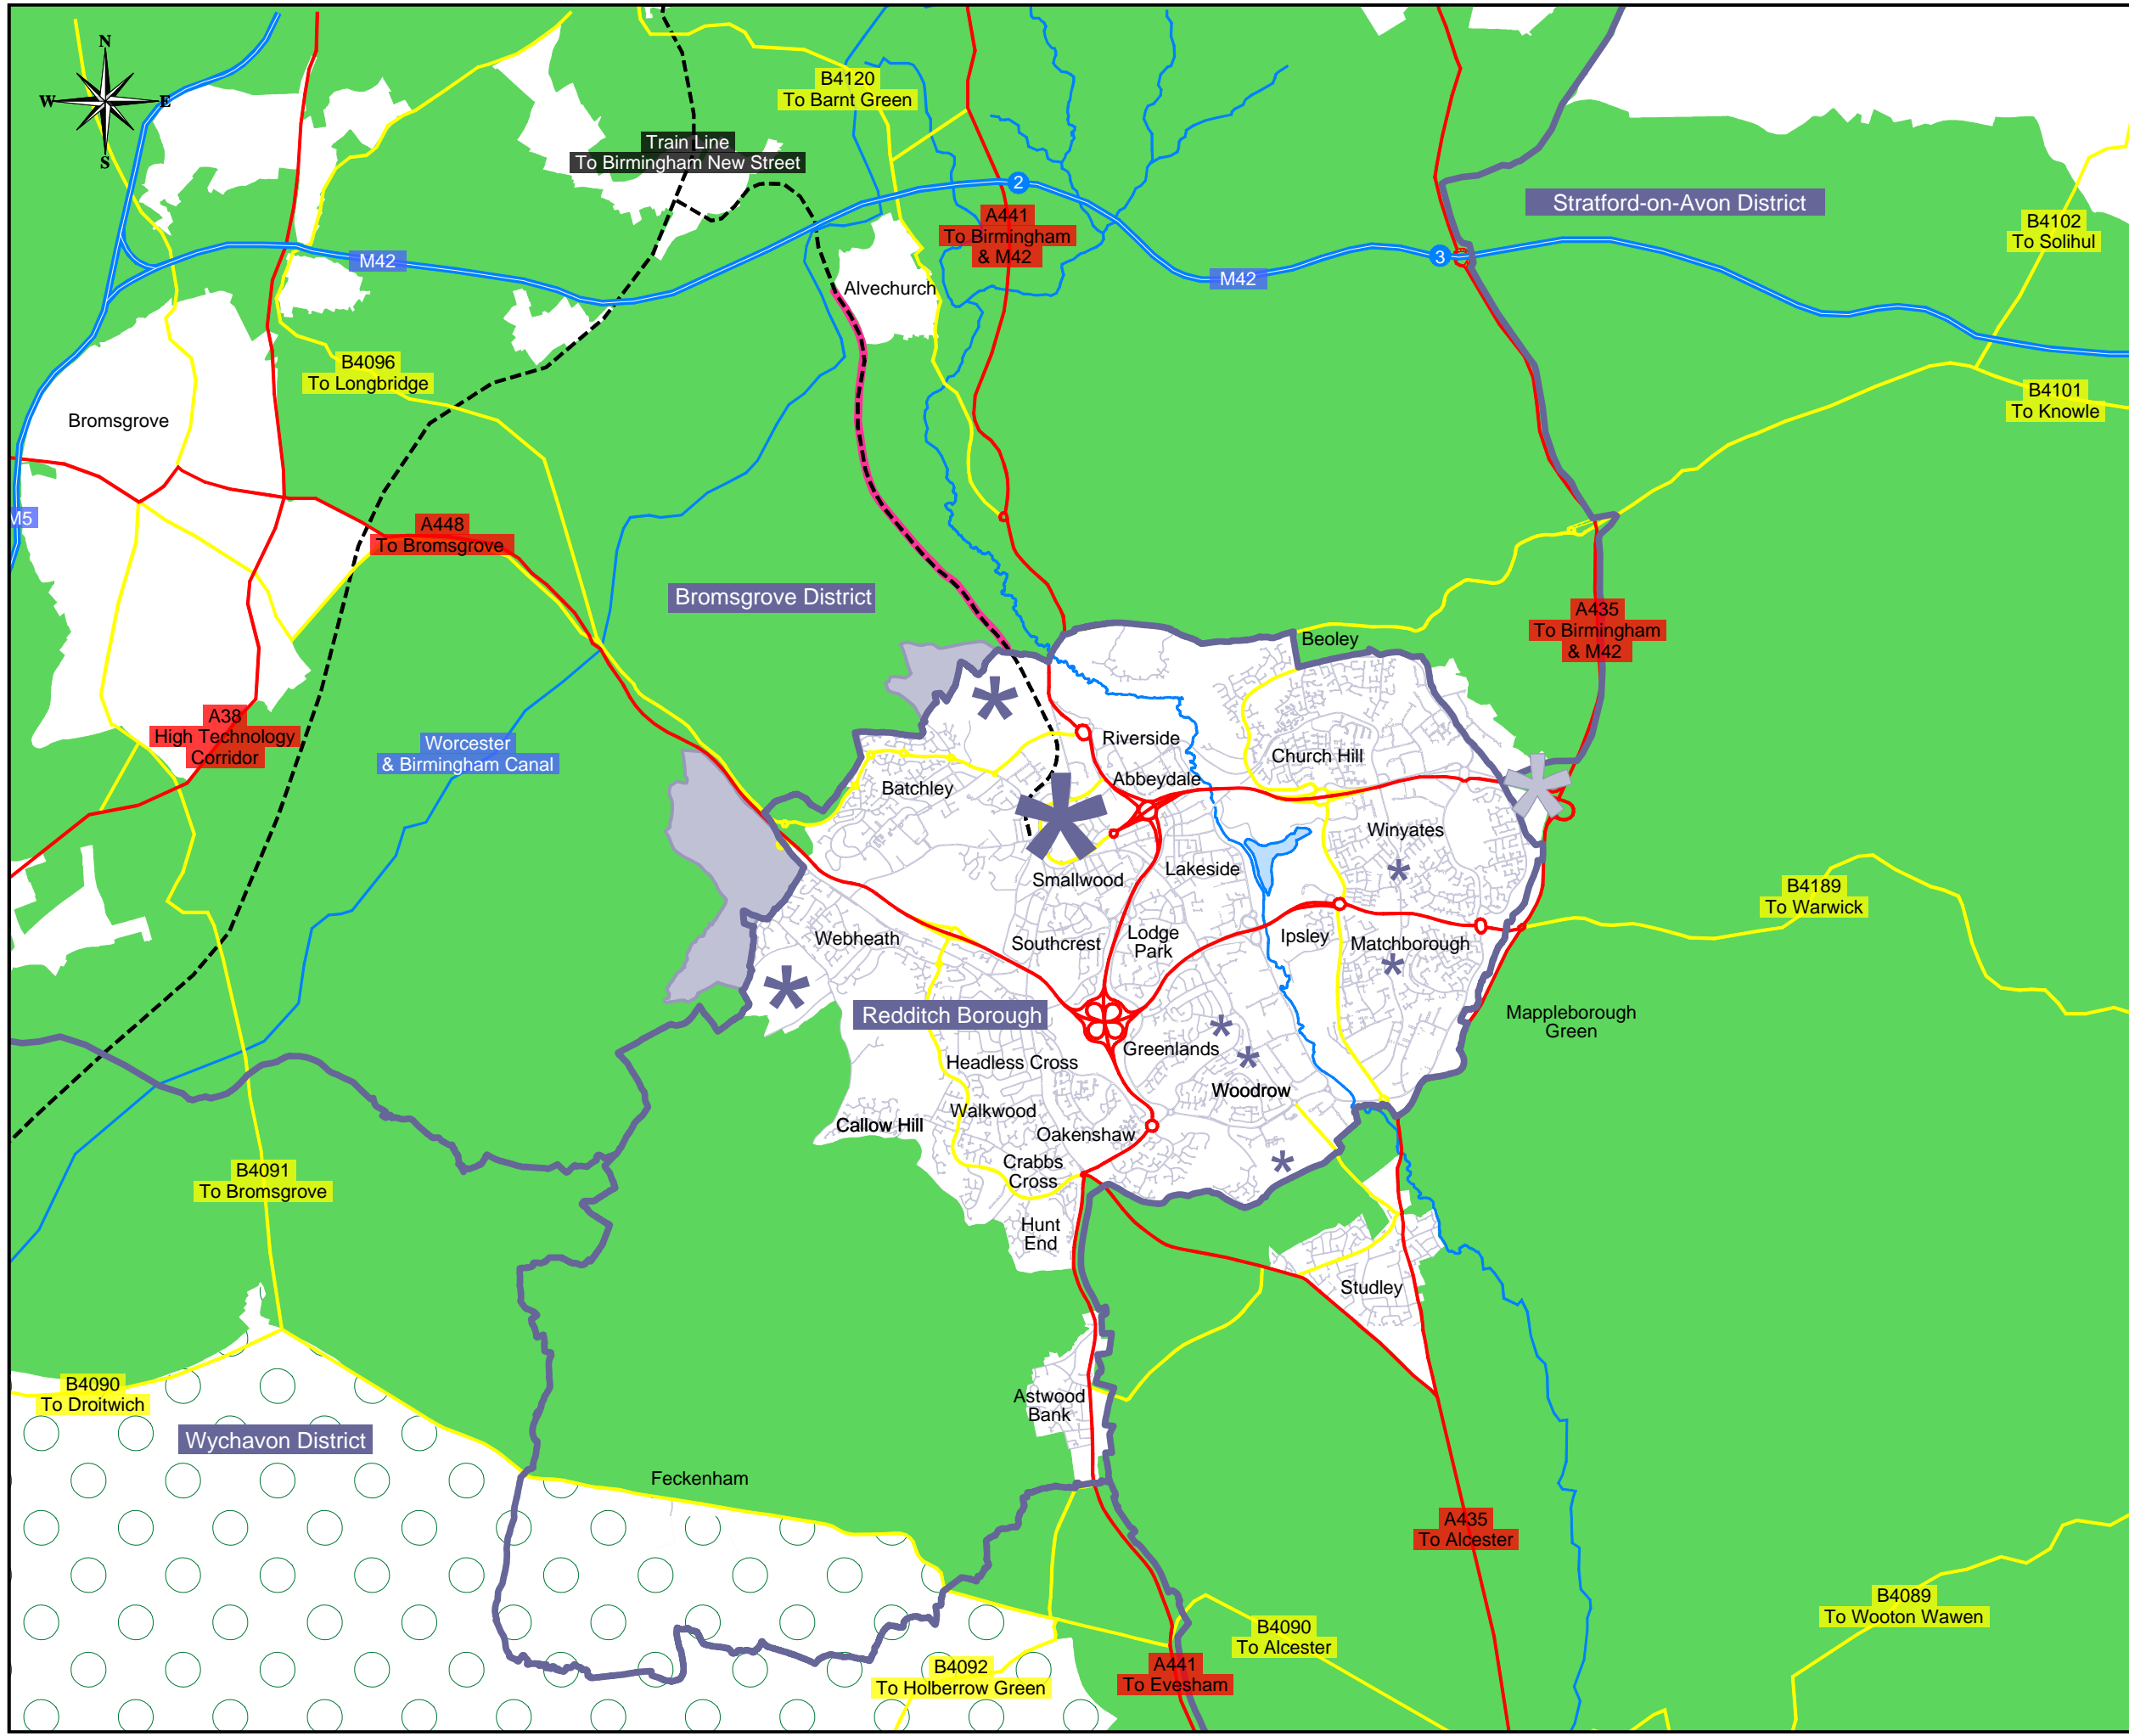 N
W
E
S
B4120
To Barnt Green
Train Line
To Birmingham New Street
2
A441
To Birmingham
& M42
Stratford-on-Avon District
B4102
To Solihul
M42
3
M42
Alvechurch
B4096
To Longbridge
B4101
To Knowle
Bromsgrove
M5
A448
To Bromsgrove
Bromsgrove District
A435
To Birmingham
& M42
Beoley
A38
High Technology
Corridor
Worcester
& Birmingham Canal
Riverside
Church Hill
Abbeydale
Batchley
Winyates
Smallwood
Lakeside
B4189
To Warwick
Webheath
Southcrest
Lodge
Park
Ipsley
Matchborough
Redditch Borough
Mappleborough
Green
Headless Cross
Greenlands
Woodrow
Walkwood
Callow Hill
Oakenshaw
Crabbs
Cross
B4091
To Bromsgrove
Hunt
End
Studley
B4090
To Droitwich
Astwood
Bank
Wychavon District
Feckenham
A435
To Alcester
B4089
To Wooton Wawen
B4090
To Alcester
B4092
To Holberrow Green
A441
To Evesham